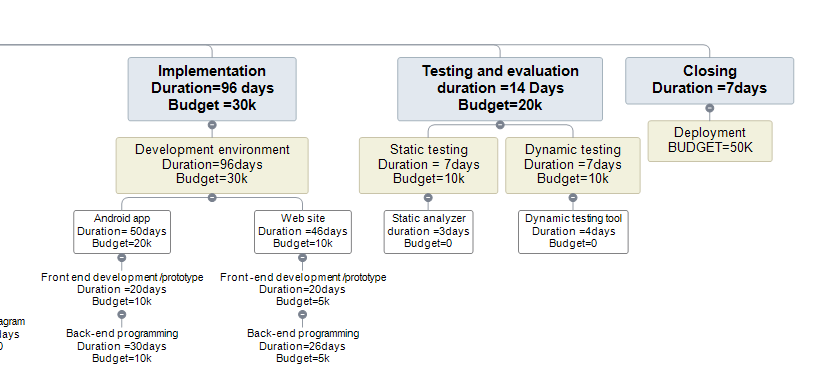 Implementation
Duration=96 days
Budget =30k
Testing and evaluation
duration =14 Days
Budget=20k
Closing
Duration =7days
Development environment
Duration=96days
Budget=30k
Static testing
Duration = 7days
Budget=10k
Dynamic testing
Duration =7days
Budget=10k
Deployment
BUDGET=50K
Android app
Duration= 50days
Budget=20k
Web site
Duration =46days
Budget=10k
Static analyzer
duration =3days
Budget=0
Dynamic testing tool
Duration =4days
Budget=0
Front end development /prototype
Duration =20days
Budget=10k
Front-end development /prototype
Duration=20days
Budget=5k
agram
days
0
Back-end programming
Duration =30days
Budget=10k
Back-end programming
Duration=26days
Budget=5k